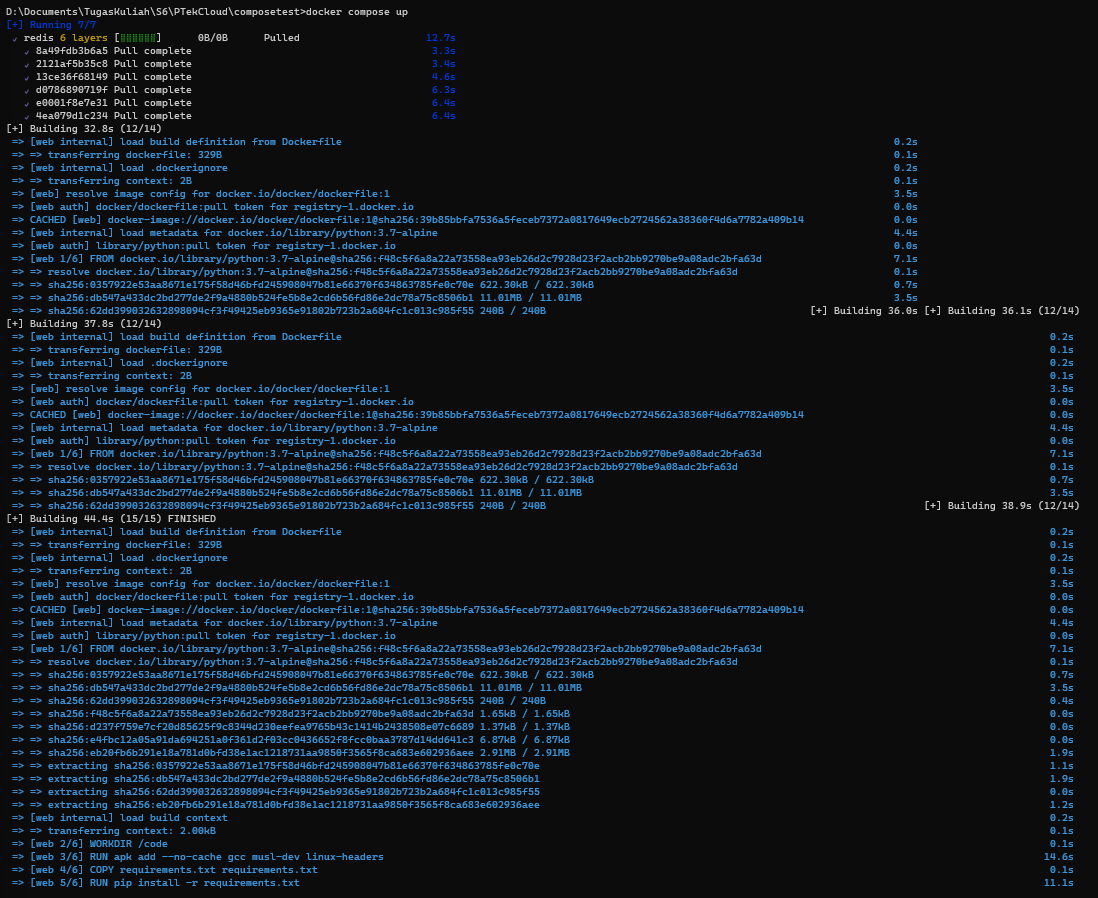 D:\Documents\TugasKuliah\S6\PTekCloud\composetest>docker compose up
[+] Running 7/7
✓ redis 6 layers [⣿⣿⣿⣿⣿⣿] 0B/0B Pulled 12.7s
✓ 8a49fdb3b6a5 Pull complete 3.3s
✓ 2121af5b35c8 Pull complete 3.4s
✓ 13ce36f68149 Pull complete 4.6s
✓ d0786890719f Pull complete 6.3s
✓ e0001f8e7e31 Pull complete 6.4s
✓ 4ea079d1c234 Pull complete 6.4s
[+] Building 32.8s (12/14)
=> [web internal] load build definition from Dockerfile 0.2s
=> => transferring dockerfile: 329B 0.1s
=> [web internal] load .dockerignore 0.2s
=> => transferring context: 2B 0.1s
=> [web] resolve image config for docker.io/docker/dockerfile:1 3.5s
=> [web auth] docker/dockerfile:pull token for registry-1.docker.io 0.0s
=> CACHED [web] docker-image://docker.io/docker/dockerfile:1@sha256:39b85bbfa7536a5feceb7372a0817649ecb2724562a38360f4d6a7782a409b14 0.0s
=> [web internal] load metadata for docker.io/library/python:3.7-alpine 4.4s
=> [web auth] library/python:pull token for registry-1.docker.io 0.0s
=> [web 1/6] FROM docker.io/library/python:3.7-alpine@sha256:f48c5f6a8a22a73558ea93eb26d2c7928d23f2acb2bb9270be9a08adc2bfa63d 7.1s
=> => resolve docker.io/library/python:3.7-alpine@sha256:f48c5f6a8a22a73558ea93eb26d2c7928d23f2acb2bb9270be9a08adc2bfa63d 0.1s
=> => sha256:0357922e53aa8671e175f58d46bfd245908047b81e66370f634863785fe0c70e 622.30kB / 622.30kB 0.7s
=> => sha256:db547a433dc2bd277de2f9a4880b524fe5b8e2cd6b56fd86e2dc78a75c8506b1 11.01MB / 11.01MB 3.5s
=> => sha256:62dd399032632898094cf3f49425eb9365e91802b723b2a684fc1c013c985f55 240B / 240B [+] Building 36.0s [+] Building 36.1s (12/14)
[+] Building 37.8s (12/14)
=> [web internal] load build definition from Dockerfile 0.2s
=> => transferring dockerfile: 329B 0.1s
=> [web internal] load .dockerignore 0.2s
=> => transferring context: 2B 0.1s
=> [web] resolve image config for docker.io/docker/dockerfile:1 3.5s
=> [web auth] docker/dockerfile:pull token for registry-1.docker.io 0.0s
=> CACHED [web] docker-image://docker.io/docker/dockerfile:1@sha256:39b85bbfa7536a5feceb7372a0817649ecb2724562a38360f4d6a7782a409b14 0.0s
=> [web internal] load metadata for docker.io/library/python:3.7-alpine 4.4s
=> [web auth] library/python:pull token for registry-1.docker.io 0.0s
=> [web 1/6] FROM docker.io/library/python:3.7-alpine@sha256:f48c5f6a8a22a73558ea93eb26d2c7928d23f2acb2bb9270be9a08adc2bfa63d 7.1s
=> => resolve docker.io/library/python:3.7-alpine@sha256:f48c5f6a8a22a73558ea93eb26d2c7928d23f2acb2bb9270be9a08adc2bfa63d 0.1s
=> => sha256:0357922e53aa8671e175f58d46bfd245908047b81e66370f634863785fe0c70e 622.30kB / 622.30kB 0.7s
=> => sha256:db547a433dc2bd277de2f9a4880b524fe5b8e2cd6b56fd86e2dc78a75c8506b1 11.01MB / 11.01MB 3.5s
=> => sha256:62dd399032632898094cf3f49425eb9365e91802b723b2a684fc1c013c985f55 240B / 240B [+] Building 38.9s (12/14)
[+] Building 44.4s (15/15) FINISHED
=> [web internal] load build definition from Dockerfile 0.2s
=> => transferring dockerfile: 329B 0.1s
=> [web internal] load .dockerignore 0.2s
=> => transferring context: 2B 0.1s
=> [web] resolve image config for docker.io/docker/dockerfile:1 3.5s
=> [web auth] docker/dockerfile:pull token for registry-1.docker.io 0.0s
=> CACHED [web] docker-image://docker.io/docker/dockerfile:1@sha256:39b85bbfa7536a5feceb7372a0817649ecb2724562a38360f4d6a7782a409b14 0.0s
=> [web internal] load metadata for docker.io/library/python:3.7-alpine 4.4s
=> [web auth] library/python:pull token for registry-1.docker.io 0.0s
=> [web 1/6] FROM docker.io/library/python:3.7-alpine@sha256:f48c5f6a8a22a73558ea93eb26d2c7928d23f2acb2bb9270be9a08adc2bfa63d 7.1s
=> => resolve docker.io/library/python:3.7-alpine@sha256:f48c5f6a8a22a73558ea93eb26d2c7928d23f2acb2bb9270be9a08adc2bfa63d 0.1s
=> => sha256:0357922e53aa8671e175f58d46bfd245908047b81e66370f634863785fe0c70e 622.30kB / 622.30kB 0.7s
=> => sha256:db547a433dc2bd277de2f9a4880b524fe5b8e2cd6b56fd86e2dc78a75c8506b1 11.01MB / 11.01MB 3.5s
=> => sha256:62dd399032632898094cf3f49425eb9365e91802b723b2a684fc1c013c985f55 240B / 240B 0.4s
=> => sha256:f48c5f6a8a22a73558ea93eb26d2c7928d23f2acb2bb9270be9a08adc2bfa63d 1.65kB / 1.65kB 0.0s
=> => sha256:d237f759e7cf20d85625f9c8344d230eefea9765b43c1414b2438508e07c6689 1.37kB / 1.37kB 0.0s
=> => sha256:e4fbc12a05a91da694251a0f361d2f03cc0436652f8fcc0baa3787d14dd641c3 6.87kB / 6.87kB 0.0s
=> => sha256:eb20fb6b291e18a781d0bfd38e1ac1218731aa9850f3565f8ca683e602936aee 2.91MB / 2.91MB 1.9s
=> => extracting sha256:0357922e53aa8671e175f58d46bfd245908047b81e66370f634863785fe0c70e 1.1s
=> => extracting sha256:db547a433dc2bd277de2f9a4880b524fe5b8e2cd6b56fd86e2dc78a75c8506b1 1.9s
=> => extracting sha256:62dd399032632898094cf3f49425eb9365e91802b723b2a684fc1c013c985f55 0.0s
=> => extracting sha256:eb20fb6b291e18a781d0bfd38e1ac1218731aa9850f3565f8ca683e602936aee 1.2s
=> [web internal] load build context 0.2s
=> => transferring context: 2.00kB 0.1s
=> [web 2/6] WORKDIR /code 0.1s
=> [web 3/6] RUN apk add --no-cache gcc musl-dev linux-headers 14.6s
=> [web 4/6] COPY requirements.txt requirements.txt 0.1s
=> [web 5/6] RUN pip install -r requirements.txt 11.1s